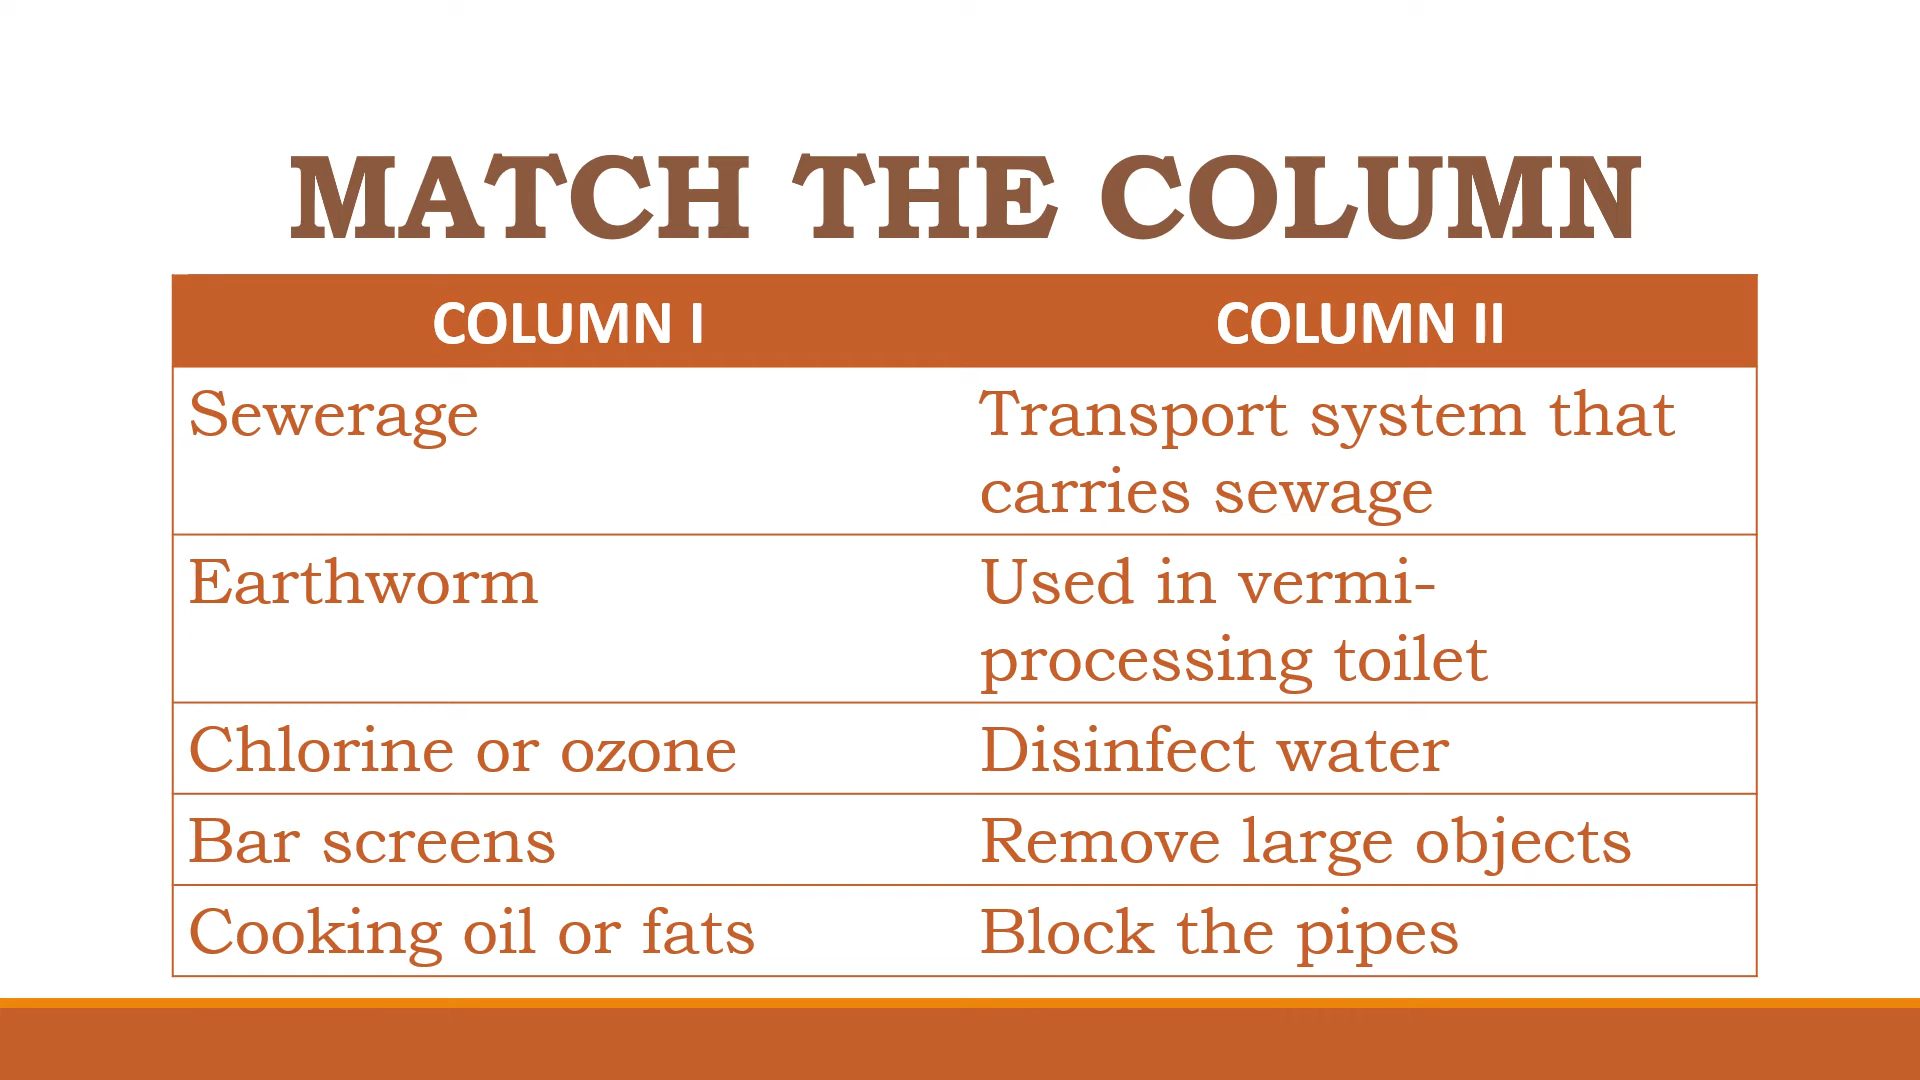 MATCH THE COLUMN
COLUMN I
COLUMN II
Sewerage
Transport system that
carries sewage
Earthworm
Used in vermi-
processing toilet
Chlorine or ozone
Disinfect water
Bar screens
Remove large objects
Cooking oil or fats
Block the pipes